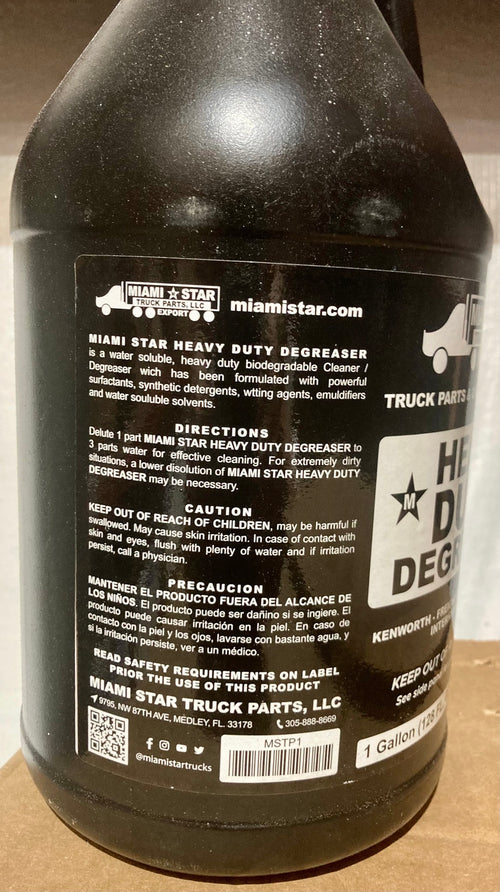 MIAMI ★ STAR
TRUCK PARTS, LLC
EXPORT
miamistar.com
MIAMI STAR HEAVY DUTY DEGREASER
is a water soluble, heavy duty biodegradable Cleaner /
Degreaser wich has been formulated with powerful
surfactants, synthetic detergents, wtting agents, emuldifiers
and water souluble solvents.
DIRECTIONS
Delute 1 part MIAMI STAR HEAVY DUTY DEGREASER to
3 parts water for effective cleaning. For extremely dirty
situations, a lower disolution of MIAMI STAR HEAVY DUTY
DEGREASER may be necessary.
CAUTION
KEEP OUT OF REACH OF CHILDREN, may be harmful if
swallowed. May cause skin irritation. In case of contact with
skin and eyes, flush with plenty of water and if irritation
persist, call a physician.
PRECAUCION
MANTENER EL PRODUCTO FUERA DEL ALCANCE DE
LOS NIÑOS. El producto puede ser dañino si se ingiere. El
producto puede causar irritación en la piel. En caso de
contacto con la piel y los ojos, lavarse con bastante agua, y
si la irritación persiste, ver a un médico.
READ SAFETY REQUIREMENTS ON LABEL
PRIOR THE USE OF THIS PRODUCT
MIAMI STAR TRUCK PARTS, LLC
9795, NW 87TH AVE, MEDLEY, FL. 33178
305-888-8669
@miamistartrucks
MSTP1
TRUCK PARTS &
HE
M
DU
DEGR
KENWORTH - FRE
INTER
KEEP OUT O
See side pa
1 Gallon (128 FL